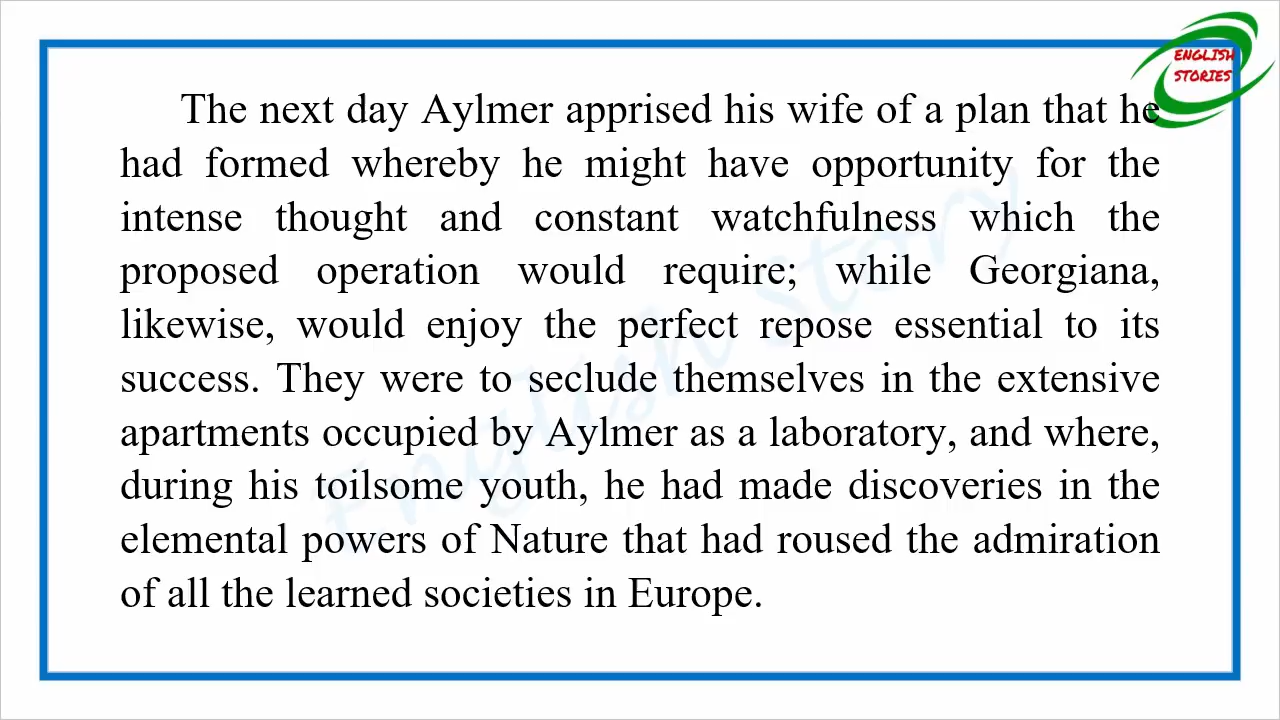 ENGLISH
STORIES
The next day Aylmer apprised his wife of a plan that he
had formed whereby he might have opportunity for the
intense thought and constant watchfulness which the
proposed operation would require; while Georgiana,
likewise, would enjoy the perfect repose essential to its
success. They were to seclude themselves in the extensive
apartments occupied by Aylmer as a laboratory, and where,
during his toilsome youth, he had made discoveries in the
elemental powers of Nature that had roused the admiration
of all the learned societies in Europe.
English Story